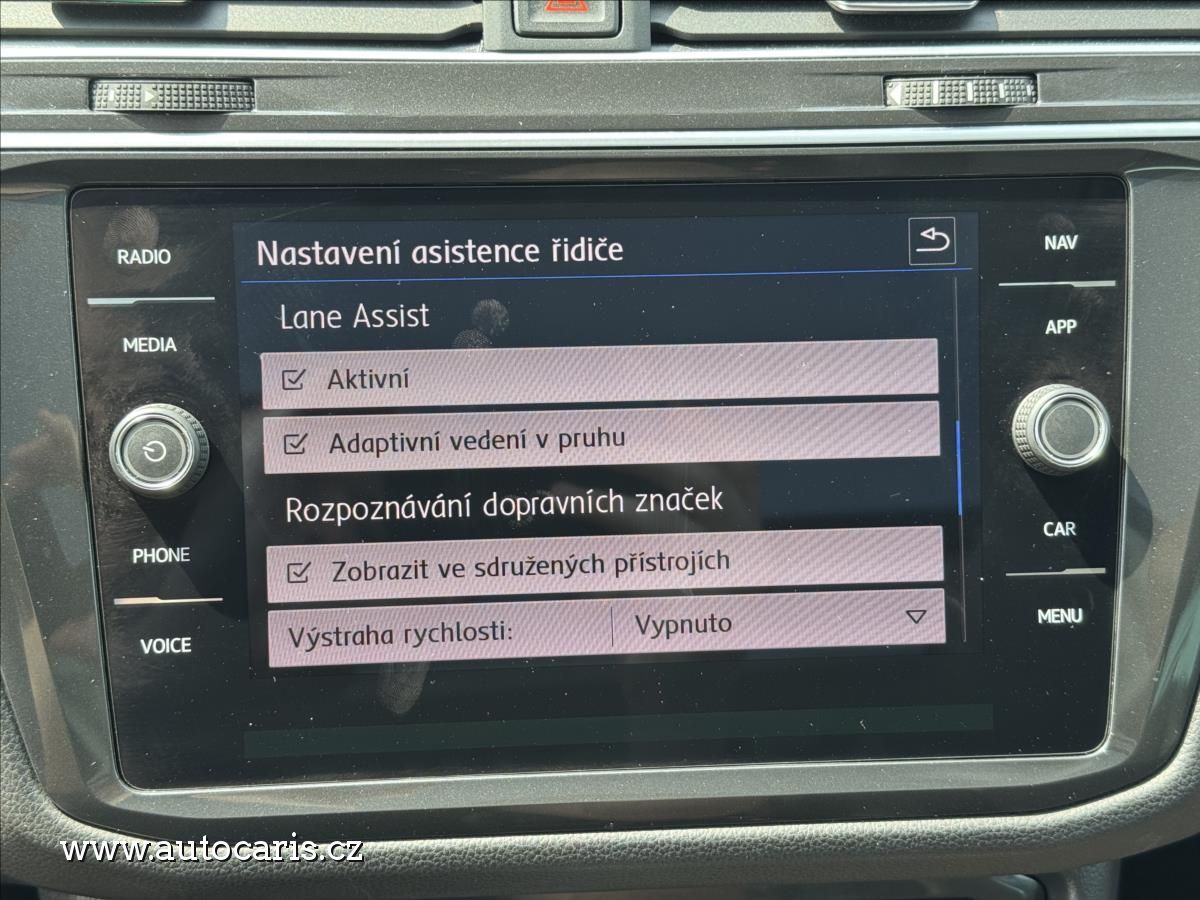 RADIO
MEDIA
PHONE
VOICE
Nastavení asistence řidiče
Lane Assist
Aktivní
Adaptivní vedení v pruhu
Rozpoznávání dopravních značek
Zobrazit ve sdružených přístrojích
Výstraha rychlosti: Vypnuto
NAV
APP
CAR
MENU
www.autocaris.cz